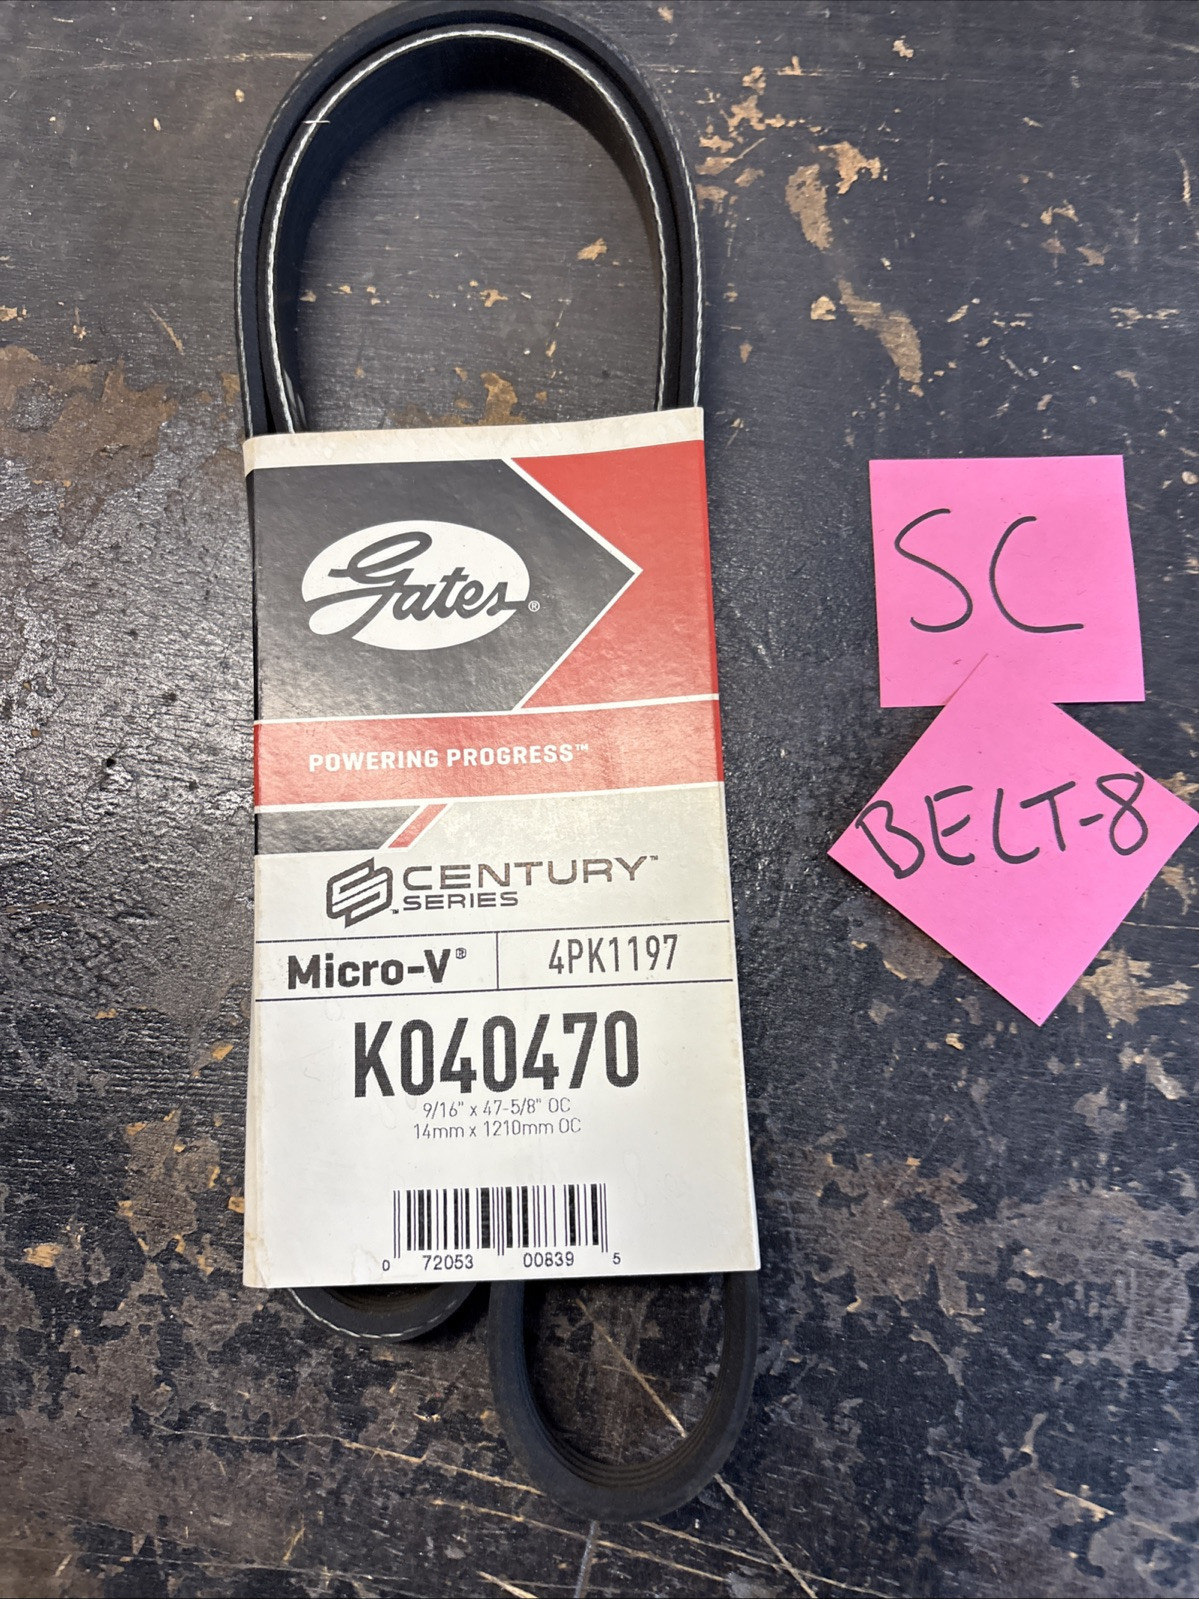 Gates®
POWERING PROGRESS™
CENTURY™
SERIES
Micro-V®
4PK1197
K040470
9/16" x 47-5/8" OC
14mm x 1210mm OC
0 72053 00839 5
SC
BELT-8